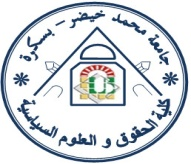 جامعة محمد خيضر - بسكرة
كلية الحقوق و العلوم السياسية